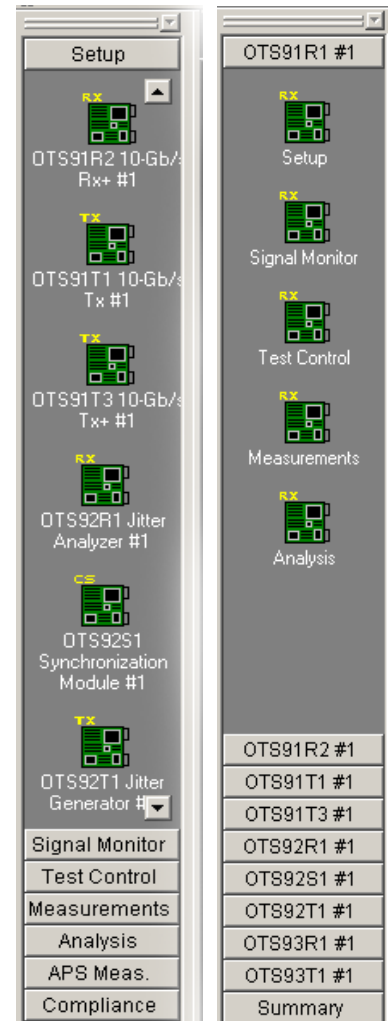 Setup
RX
OTS91R2 10-Gb/s
Rx+ #1
TX
OTS91T1 10-Gb/s
Tx #1
TX
OTS91T3 10-Gb/s
Tx+ #1
RX
OTS92R1 Jitter
Analyzer #1
CS
OTS92S1
Synchronization
Module #1
TX
OTS92T1 Jitter
Generator #
Signal Monitor
Test Control
Measurements
Analysis
APS Meas.
Compliance
OTS91R1 #1
RX
Setup
RX
Signal Monitor
RX
Test Control
RX
Measurements
RX
Analysis
OTS91R2 #1
OTS91T1 #1
OTS91T3 #1
OTS92R1 #1
OTS92S1 #1
OTS92T1 #1
OTS93R1 #1
OTS93T1 #1
Summary